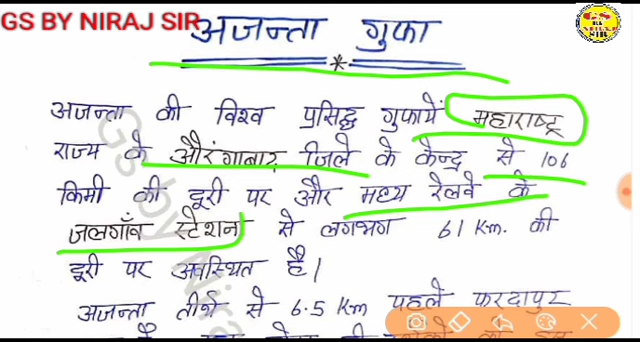 GS BY NIRAJ SIR
अजन्ता गुफा
अजन्ता की विश्व प्रसिद्ध गुफायें महाराष्ट्र
राज्य के औरंगाबाद जिले के केन्द्र से 106
किमी की दूरी पर और मध्य रेलवे के
जलगाँव स्टेशन से लगभग 61 Km. की
दूरी पर अवस्थित है।
अजन्ता तीर्थ से 6.5 Km पहले फरदापुर